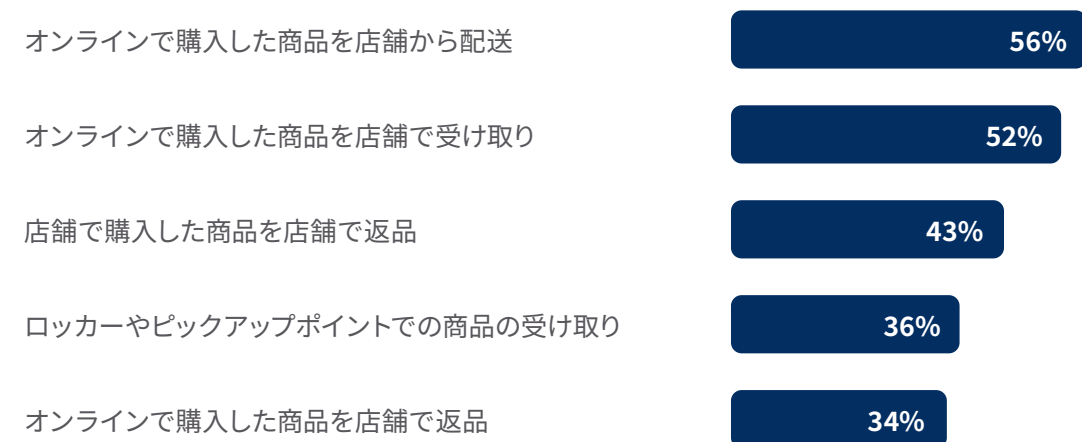 オンラインで購入した商品を店舗から配送 56%
オンラインで購入した商品を店舗で受け取り 52%
店舗で購入した商品を店舗で返品 43%
ロッカーやピックアップポイントでの商品の受け取り 36%
オンラインで購入した商品を店舗で返品 34%